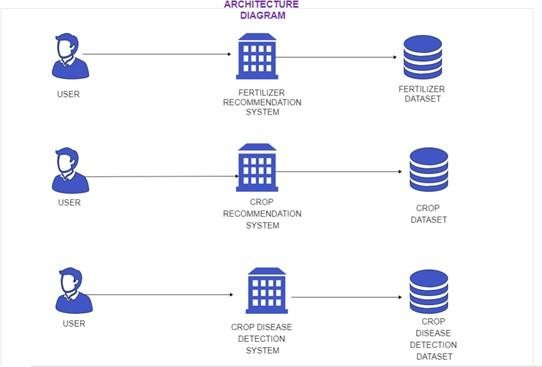 ARCHITECTURE
DIAGRAM
USER
FERTILIZER
RECOMMENDATION
SYSTEM
FERTILIZER
DATASET
USER
CROP
RECOMMENDATION
SYSTEM
CROP
DATASET
USER
CROP DISEASE
DETECTION
SYSTEM
CROP
DISEASE
DETECTION
DATASET